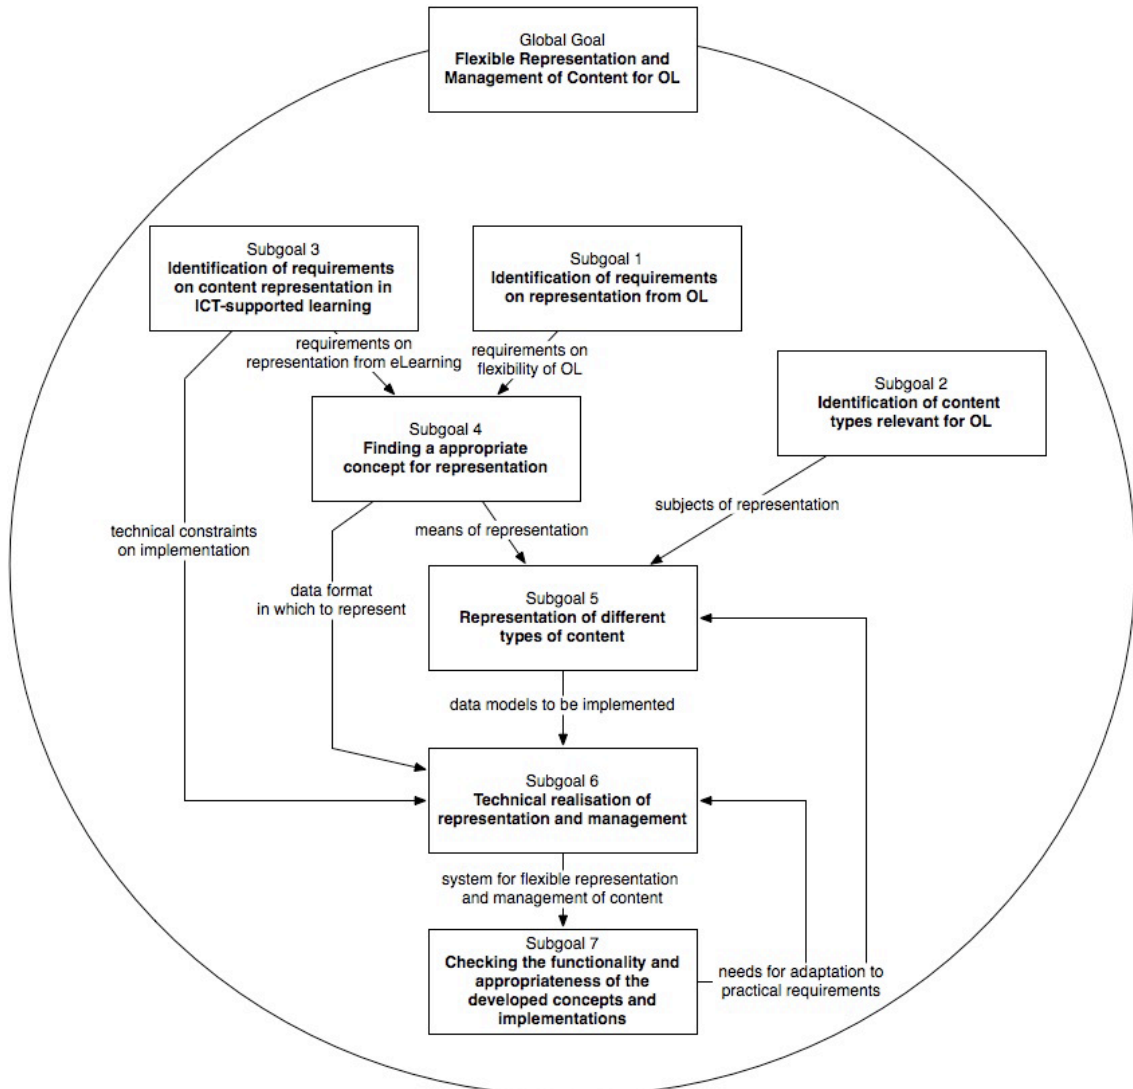 Global Goal
Flexible Representation and
Management of Content for OL
Subgoal 3
Identification of requirements
on content representation in
ICT-supported learning
Subgoal 1
Identification of requirements
on representation from OL
requirements on
representation from eLearning
requirements on
flexibility of OL
Subgoal 2
Identification of content
types relevant for OL
Subgoal 4
Finding a appropriate
concept for representation
subjects of representation
technical constraints
on implementation
means of representation
data format
in which to represent
Subgoal 5
Representation of different
types of content
data models to be implemented
Subgoal 6
Technical realisation of
representation and management
system for flexible representation
and management of content
Subgoal 7
Checking the functionality and
appropriateness of the
developed concepts and
implementations
needs for adaptation to
practical requirements